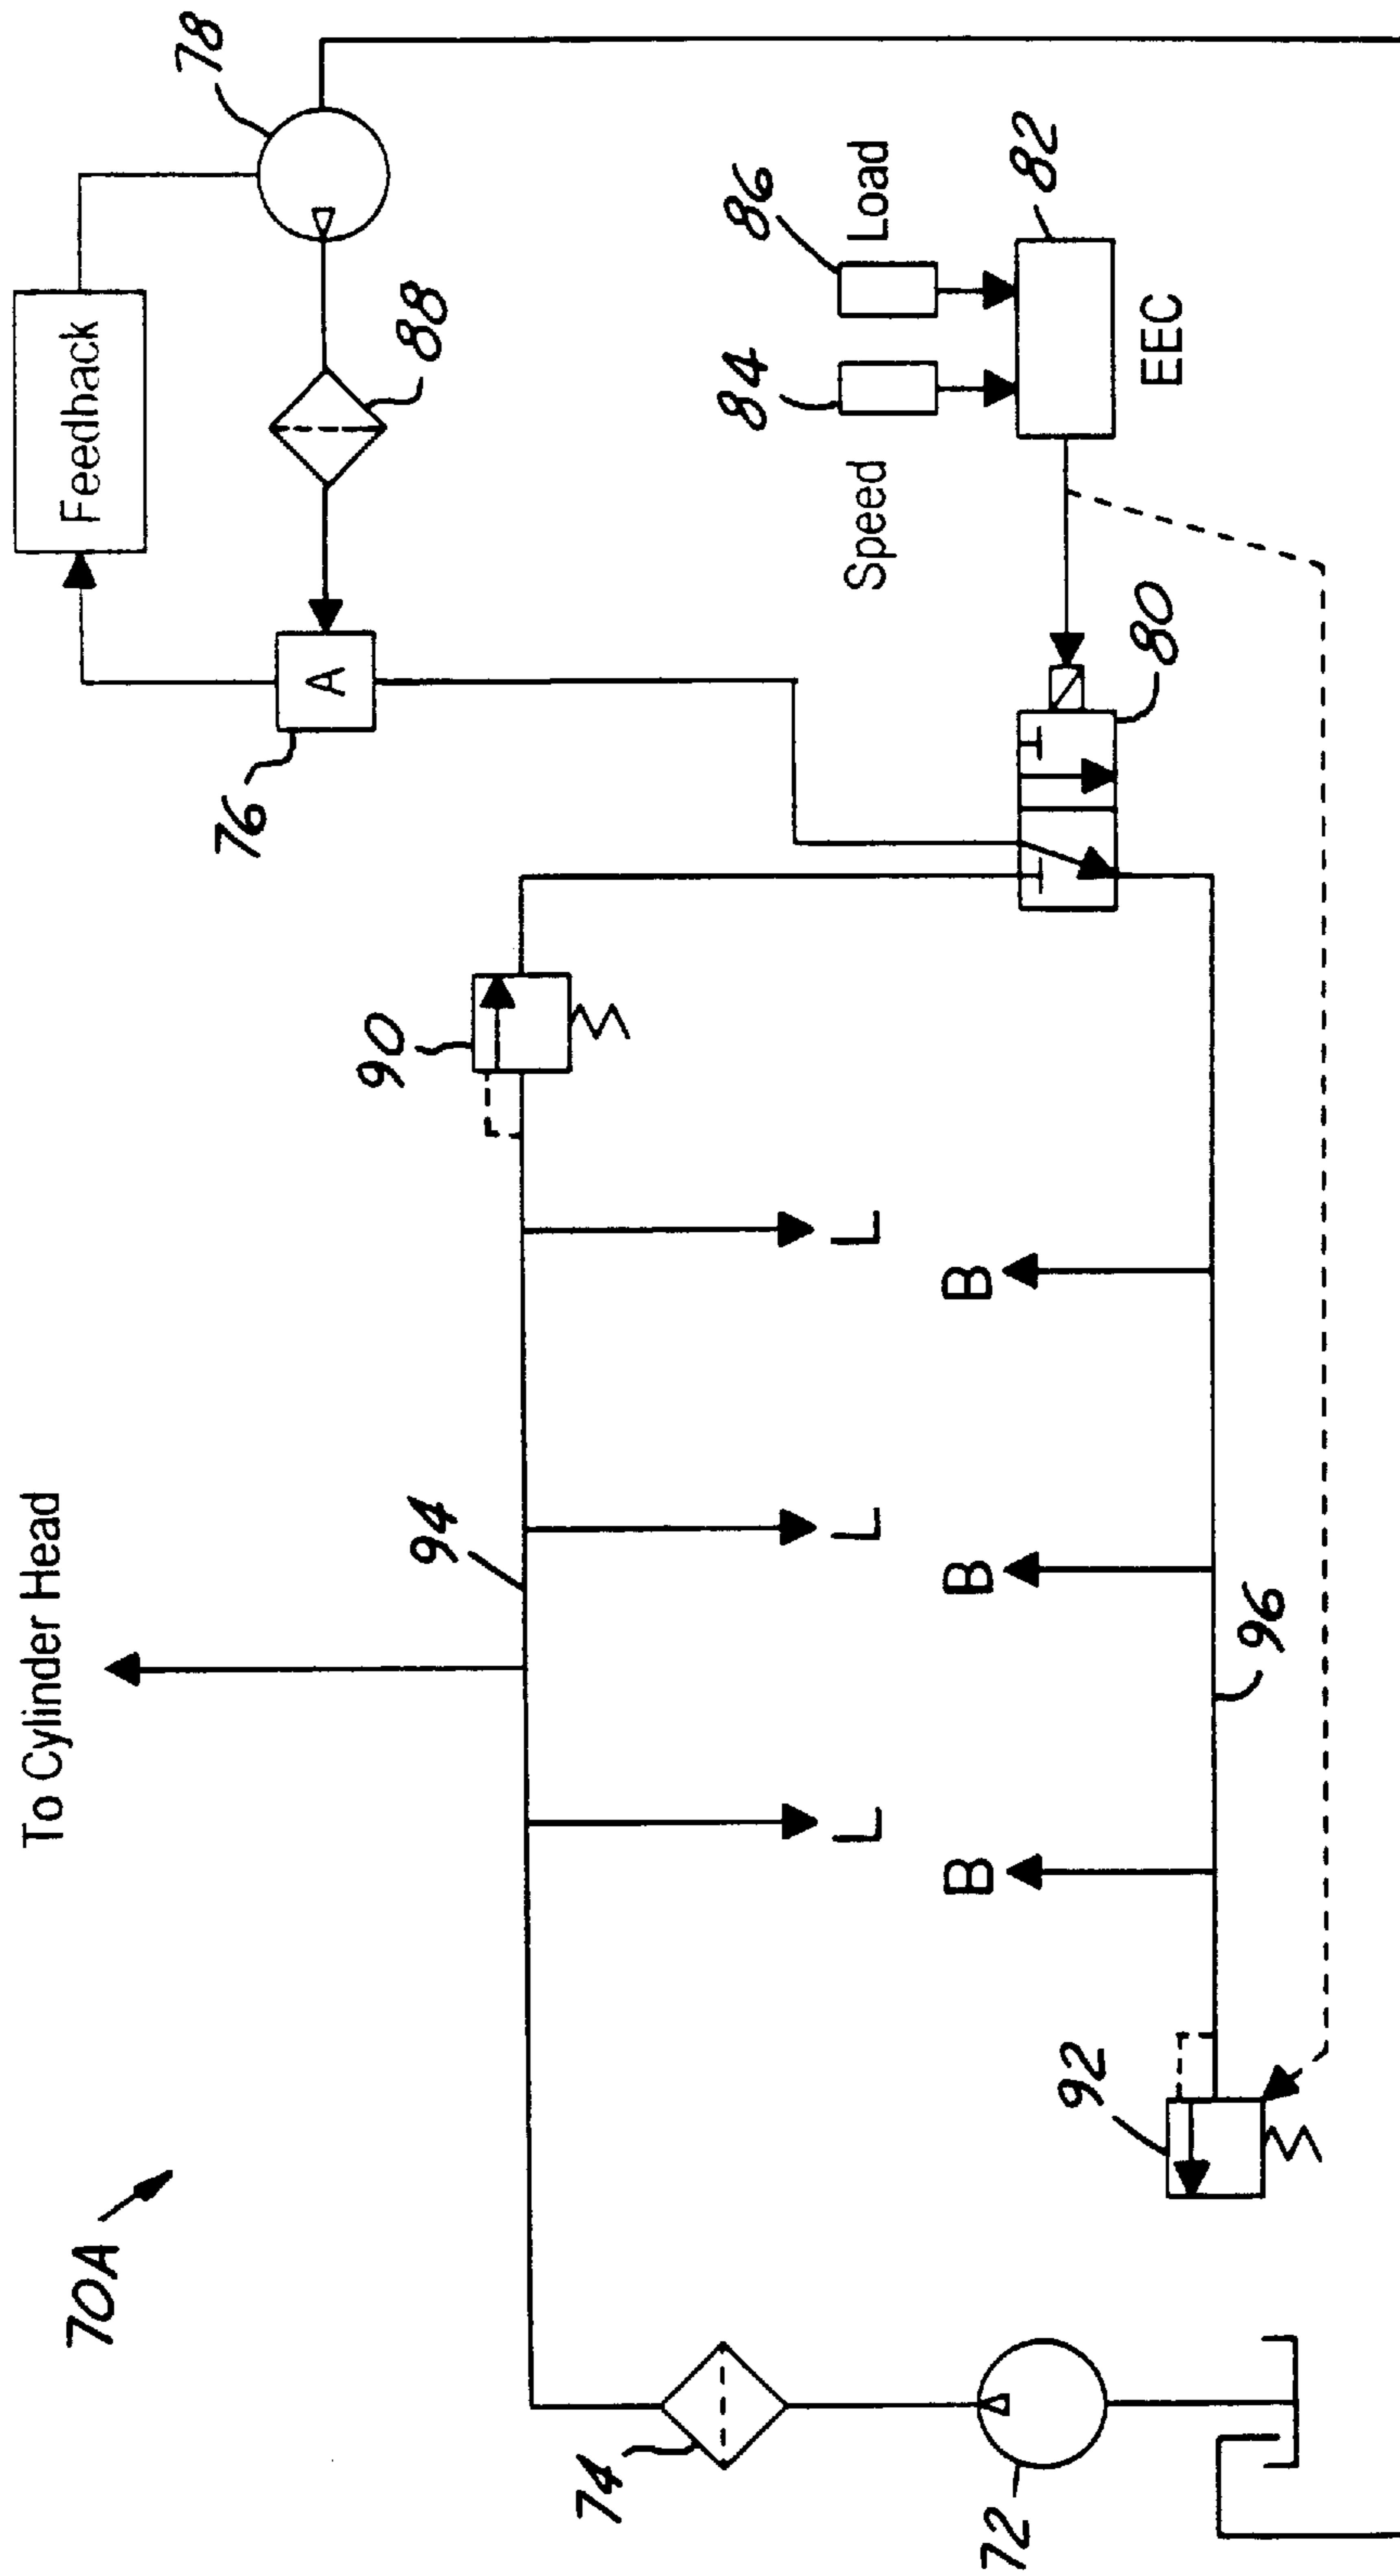 70A
To Cylinder Head
94
90
76
A
Feedback
78
88
L
L
L
B
B
B
Speed
84
86
Load
82
EEC
80
96
92
74
72